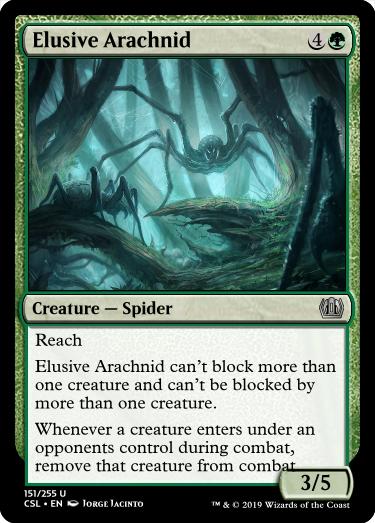 Elusive Arachnid 4
Creature — Spider
Reach
Elusive Arachnid can't block more than
one creature and can't be blocked by
more than one creature.
Whenever a creature enters under an
opponents control during combat,
remove that creature from combat
3/5
151/255 U
CSL • EN Jorge Jacinto
™ & © 2019 Wizards of the Coast